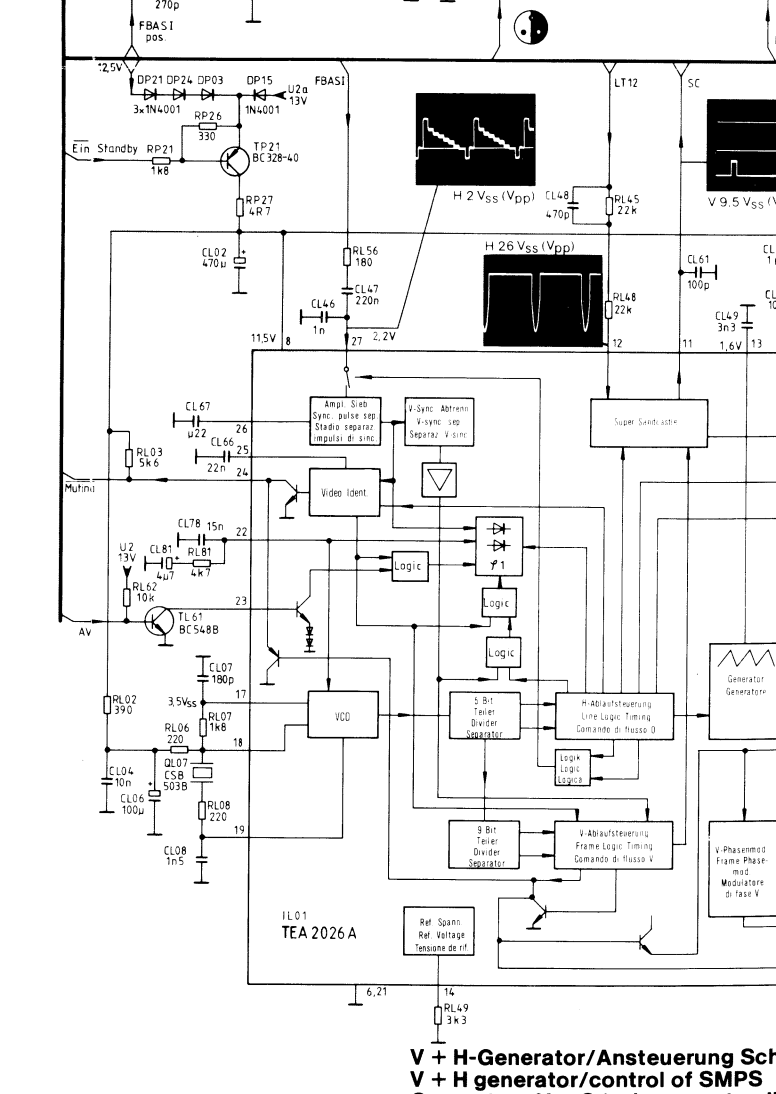 270p
FBASI
pos.
12,5V
DP21 DP24 DP03
DP15
3x1N4001
1N4001
U2a
13V
FBASI
LT12
SC
RP26
330
Ein Standby
RP21
1k8
TP21
BC328-40
RP27
4R7
H 2 Vss (Vpp)
CL48
470p
RL45
22k
V 9.5 Vss
CL02
470µ
+
RL56
180
CL47
220n
CL46
1n
H 26 Vss (Vpp)
CL61
100p
RL48
22k
CL49
3n3
11,5V
8
27
2,2V
12
11
1,6V
13
CL67
µ22
26
Ampl. Sieb
Sync. pulse sep.
Stadio separaz.
impulsi di sinc.
V-Sync. Abtrenn
V-sync sep
Separaz. V-sinc.
Super Sandcastle
CL66
22n
25
RL03
5k6
24
Muting
Video Ident.
CL78
15n
22
U2
13V
CL81
+
4µ7
RL81
4k7
Logic
φ1
RL62
10k
23
Logic
TL61
BC548B
AV
Logic
CL07
180p
3,5Vss
17
RL02
390
RL07
1k8
RL06
220
18
VCO
5 Bit
Teiler
Divider
Separator
H-Ablaufsteuerung
Line Logic Timing
Comando di flusso O
Generator
Generatore
QL07
CSB
503B
CL04
10n
CL06
100µ
+
RL08
220
19
Logik
Logic
Logica
CL08
1n5
9 Bit
Teiler
Divider
Separator
V-Ablaufsteuerung
Frame Logic Timing
Comando di flusso V
V-Phasenmod
Frame Phase-
mod.
Modulatore
di fase V
IL01
TEA 2026 A
Ref. Spann.
Ref. Voltage
Tensione de rif.
6,21
14
RL49
3k3
V + H-Generator/Ansteuerung Sch
V + H generator/control of SMPS